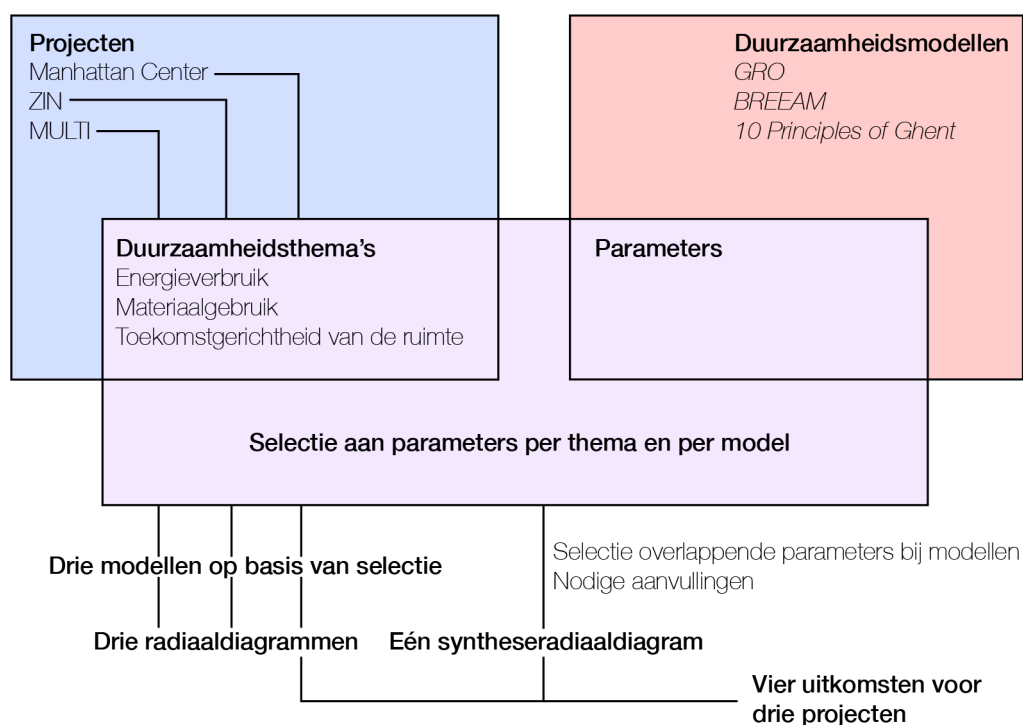 Projecten
Manhattan Center
ZIN
MULTI
Duurzaamheidsmodellen
GRO
BREEAM
10 Principles of Ghent
Duurzaamheidsthema's
Energieverbruik
Materiaalgebruik
Toekomstgerichtheid van de ruimte
Parameters
Selectie aan parameters per thema en per model
Drie modellen op basis van selectie
Selectie overlappende parameters bij modellen
Nodige aanvullingen
Drie radiaaldiagrammen
Eén syntheseradiaaldiagram
Vier uitkomsten voor
drie projecten